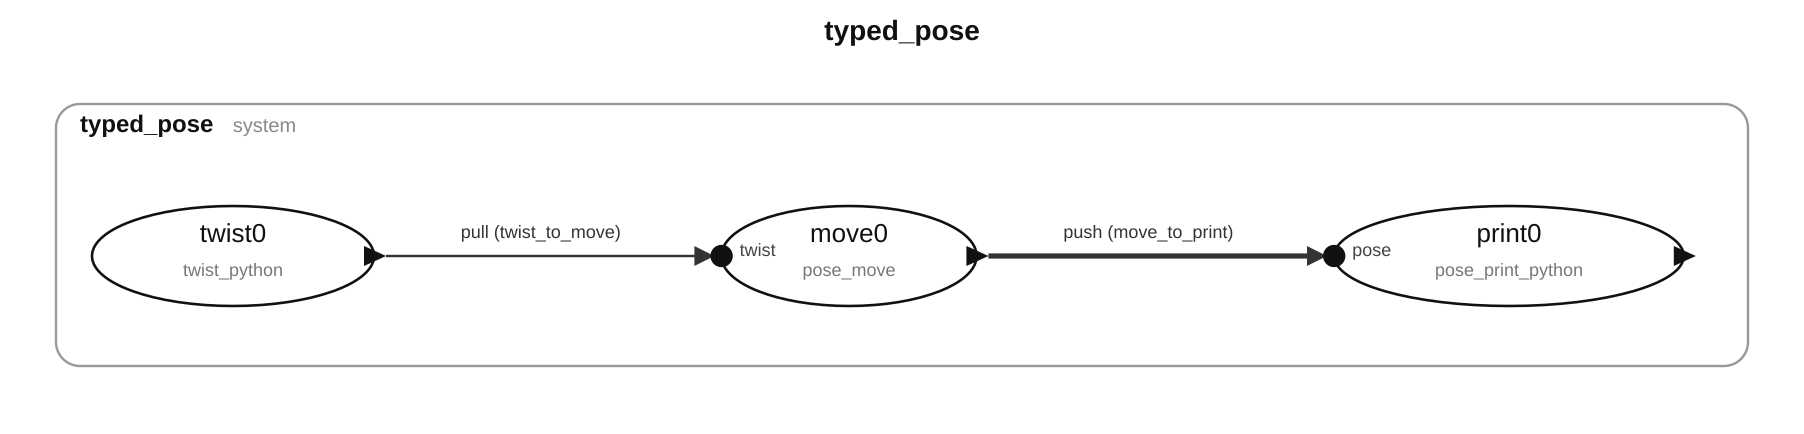 typed_pose
typed_pose system
twist0
twist_python
pull (twist_to_move)
twist
move0
pose_move
push (move_to_print)
pose
print0
pose_print_python